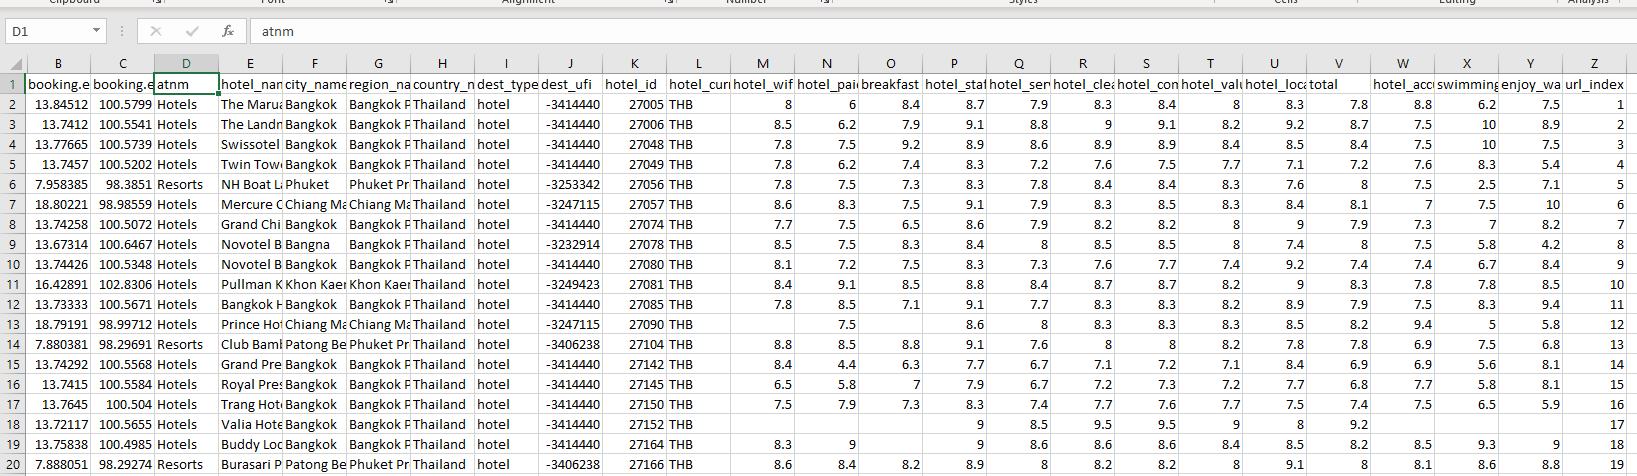 Clipboard Font Alignment Number Styles Cells Editing Analysis
D1 fx atnm
B C D E F G H I J K L M N O P Q R S T U V W X Y Z
1 booking.e booking.e atnm hotel_nan city_name region_na country_n dest_type dest_ufi hotel_id hotel_curr hotel_wif hotel_paid breakfast hotel_staf hotel_ser hotel_clea hotel_con hotel_valu hotel_loca total hotel_acc swimming enjoy_wa url_index
2 13.84512 100.5799 Hotels The Marua Bangkok Bangkok P Thailand hotel -3414440 27005 THB 8 6 8.4 8.7 7.9 8.3 8.4 8 8.3 7.8 8.8 6.2 7.5 1
3 13.7412 100.5541 Hotels The Landn Bangkok Bangkok P Thailand hotel -3414440 27006 THB 8.5 6.2 7.9 9.1 8.8 9 9.1 8.2 9.2 8.7 7.5 10 8.9 2
4 13.77665 100.5739 Hotels Swissotel Bangkok Bangkok P Thailand hotel -3414440 27048 THB 7.8 7.5 9.2 8.9 8.6 8.9 8.9 8.4 8.5 8.4 7.5 10 7.5 3
5 13.7457 100.5202 Hotels Twin Towe Bangkok Bangkok P Thailand hotel -3414440 27049 THB 7.8 6.2 7.4 8.3 7.2 7.6 7.5 7.7 7.1 7.2 7.6 8.3 5.4 4
6 7.958385 98.3851 Resorts NH Boat La Phuket Phuket Pr Thailand hotel -3253342 27056 THB 7.8 7.5 7.3 8.3 7.8 8.4 8.4 8.3 7.6 8 7.5 2.5 7.1 5
7 18.80221 98.98559 Hotels Mercure C Chiang Ma Chiang Ma Thailand hotel -3247115 27057 THB 8.6 8.3 7.5 9.1 7.9 8.3 8.5 8.3 8.4 8.1 7 7.5 10 6
8 13.74258 100.5072 Hotels Grand Chi Bangkok Bangkok P Thailand hotel -3414440 27074 THB 7.7 7.5 6.5 8.6 7.9 8.2 8.2 8 9 7.9 7.3 7 8.2 7
9 13.67314 100.6467 Hotels Novotel B Bangna Bangkok P Thailand hotel -3232914 27078 THB 8.5 7.5 8.3 8.4 8 8.5 8.5 8 7.4 8 7.5 5.8 4.2 8
10 13.74426 100.5348 Hotels Novotel B Bangkok Bangkok P Thailand hotel -3414440 27080 THB 8.1 7.2 7.5 8.3 7.3 7.6 7.7 7.4 9.2 7.4 7.4 6.7 8.4 9
11 16.42891 102.8306 Hotels Pullman K Khon Kaen Khon Kaen Thailand hotel -3249423 27081 THB 8.4 9.1 8.5 8.8 8.4 8.7 8.7 8.2 9 8.3 7.8 7.8 8.5 10
12 13.73333 100.5671 Hotels Bangkok H Bangkok Bangkok P Thailand hotel -3414440 27085 THB 7.8 8.5 7.1 9.1 7.7 8.3 8.3 8.2 8.9 7.9 7.5 8.3 9.4 11
13 18.79191 98.99712 Hotels Prince Hot Chiang Ma Chiang Ma Thailand hotel -3247115 27090 THB 7.5 8.6 8 8.3 8.3 8.3 8.5 8.2 9.4 5 5.8 12
14 7.880381 98.29691 Resorts Club Bamb Patong Be Phuket Pr Thailand hotel -3406238 27104 THB 8.8 8.5 8.8 9.1 7.6 8 8 8.2 7.8 7.8 6.9 7.5 6.8 13
15 13.74292 100.5568 Hotels Grand Pre Bangkok Bangkok P Thailand hotel -3414440 27142 THB 8.4 4.4 6.3 7.7 6.7 7.1 7.2 7.1 8.4 6.9 6.9 5.6 8.1 14
16 13.7415 100.5584 Hotels Royal Pres Bangkok Bangkok P Thailand hotel -3414440 27145 THB 6.5 5.8 7 7.9 6.7 7.2 7.3 7.2 7.7 6.8 7.7 5.8 8.1 15
17 13.7645 100.504 Hotels Trang Hote Bangkok Bangkok P Thailand hotel -3414440 27150 THB 7.5 7.9 7.3 8.3 7.4 7.7 7.6 7.7 7.5 7.4 7.5 6.5 5.9 16
18 13.72117 100.5655 Hotels Valia Hote Bangkok Bangkok P Thailand hotel -3414440 27152 THB 9 8.5 9.5 9.5 9 8 9.2 17
19 13.75838 100.4985 Hotels Buddy Loc Bangkok Bangkok P Thailand hotel -3414440 27164 THB 8.3 9 9 8.6 8.6 8.6 8.4 8.5 8.2 8.5 9.3 9 18
20 7.888051 98.29274 Resorts Burasari P Patong Be Phuket Pr Thailand hotel -3406238 27166 THB 8.6 8.4 8.2 8.9 8 8.2 8.2 8 9.1 8 8.1 8.6 8.8 19